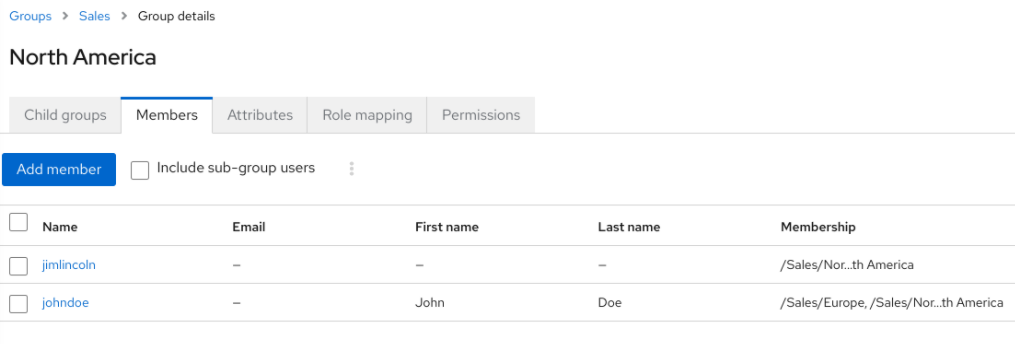 Groups > Sales > Group details
North America
Child groups Members Attributes Role mapping Permissions
Add member Include sub-group users
Name Email First name Last name Membership
jimlincoln – – – /Sales/Nor...th America
johndoe – John Doe /Sales/Europe, /Sales/Nor...th America